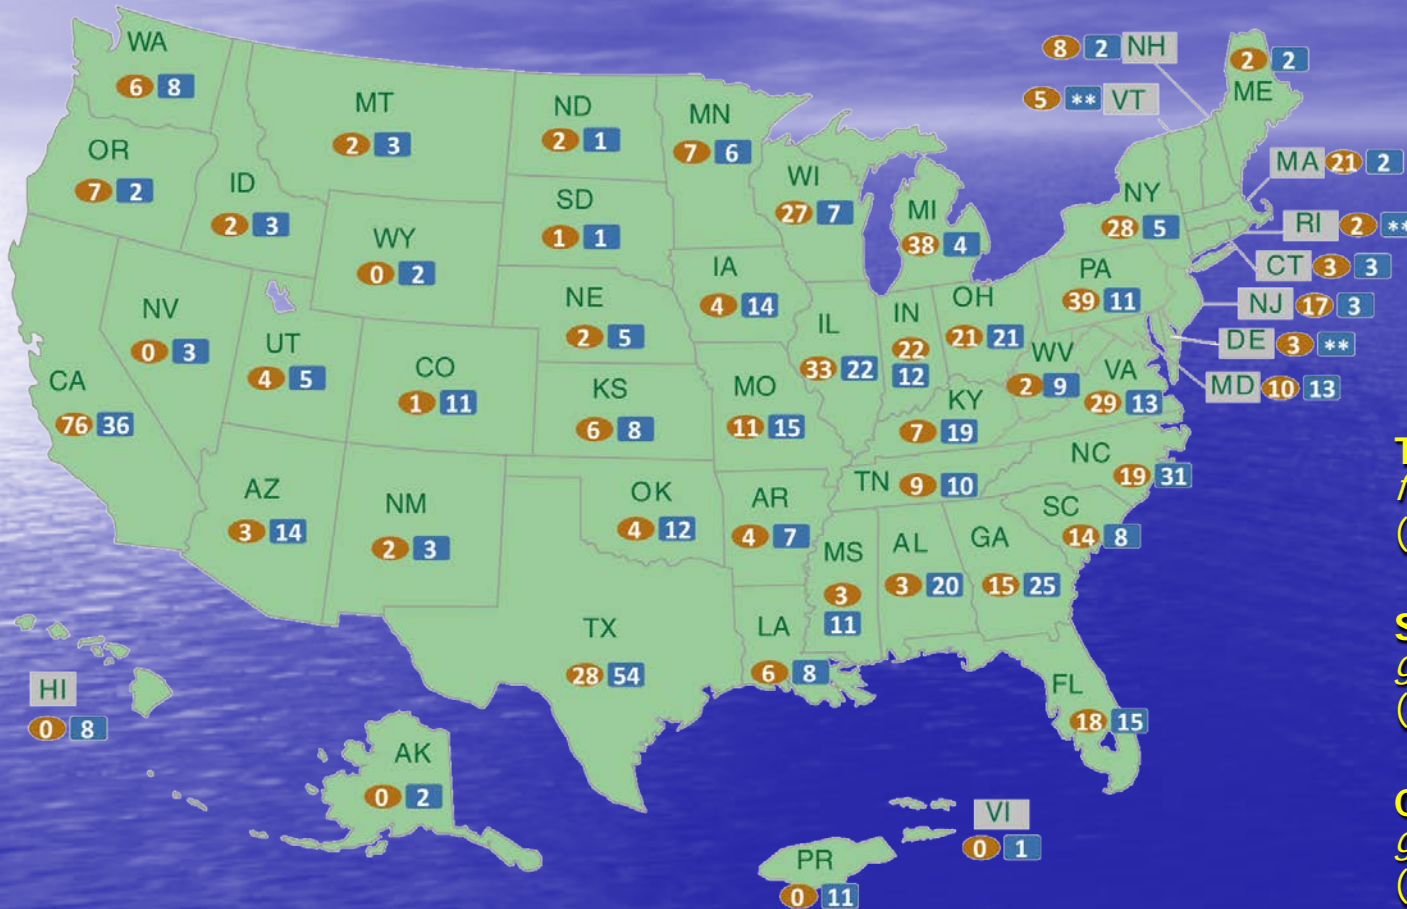 WA
6 8
OR
7 2
CA
76 36
ID
2 3
NV
0 3
MT
2 3
WY
0 2
UT
4 5
AZ
3 14
CO
1 11
NM
2 3
ND
2 1
SD
1 1
NE
2 5
KS
6 8
OK
4 12
TX
28 54
MN
7 6
IA
4 14
MO
11 15
AR
4 7
LA
6 8
WI
27 7
IL
33 22
MI
38 4
IN
22
12
OH
21 21
KY
7 19
TN 9 10
MS
3
11
AL
3 20
GA
15 25
FL
18 15
SC
14 8
NC
19 31
VA
29 13
WV
2 9
PA
39 11
NY
28 5
8 2 NH
5 ** VT
2 2
ME
MA 21 2
RI 2 **
CT 3 3
NJ 17 3
DE 3 **
MD 10 13
HI
0 8
AK
0 2
PR
0 11
VI
0 1